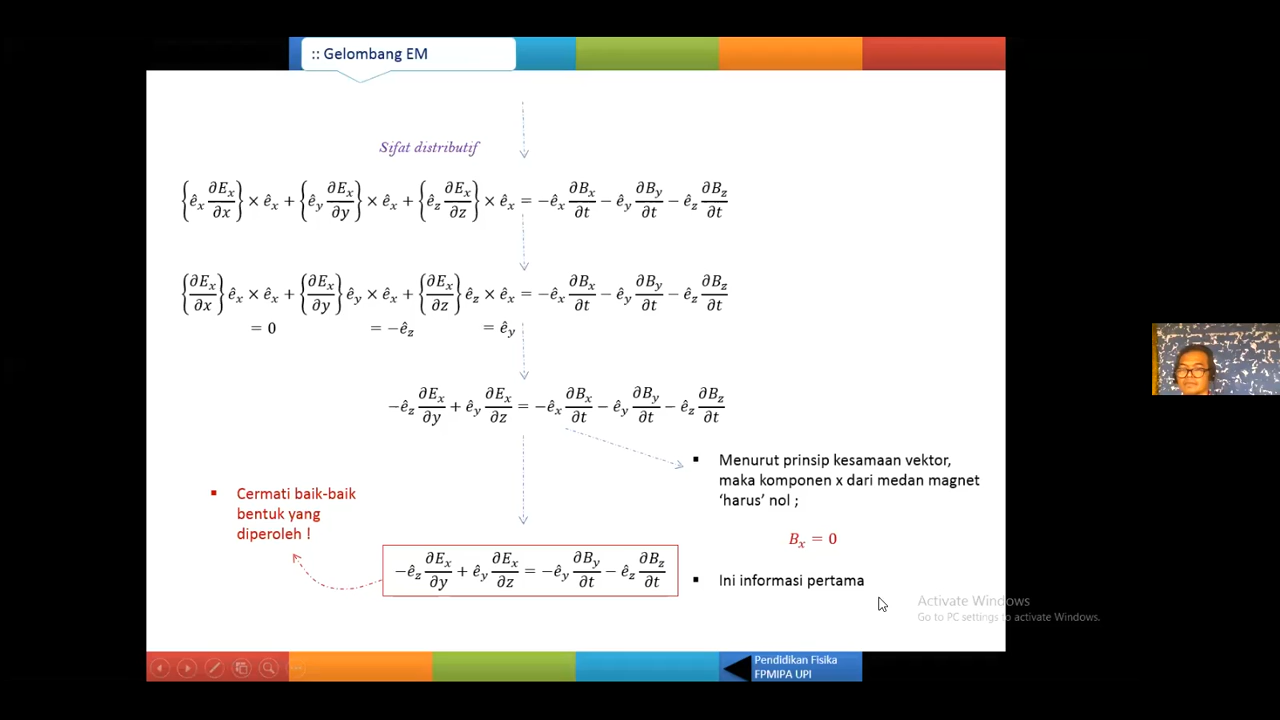 :: Gelombang EM
Sifat distributif
{ê_x ∂E_x/∂x} × ê_x + {ê_y ∂E_x/∂y} × ê_x + {ê_z ∂E_x/∂z} × ê_x = −ê_x ∂B_x/∂t − ê_y ∂B_y/∂t − ê_z ∂B_z/∂t
{∂E_x/∂x} ê_x × ê_x + {∂E_x/∂y} ê_y × ê_x + {∂E_x/∂z} ê_z × ê_x = −ê_x ∂B_x/∂t − ê_y ∂B_y/∂t − ê_z ∂B_z/∂t
= 0 = −ê_z = ê_y
−ê_z ∂E_x/∂y + ê_y ∂E_x/∂z = −ê_x ∂B_x/∂t − ê_y ∂B_y/∂t − ê_z ∂B_z/∂t
▪ Menurut prinsip kesamaan vektor,
maka komponen x dari medan magnet
‘harus’ nol ;
B_x = 0
▪ Ini informasi pertama
▪ Cermati baik-baik
bentuk yang
diperoleh !
−ê_z ∂E_x/∂y + ê_y ∂E_x/∂z = −ê_y ∂B_y/∂t − ê_z ∂B_z/∂t
Activate Windows
Go to PC settings to activate Windows.
Pendidikan Fisika
FPMIPA UPI